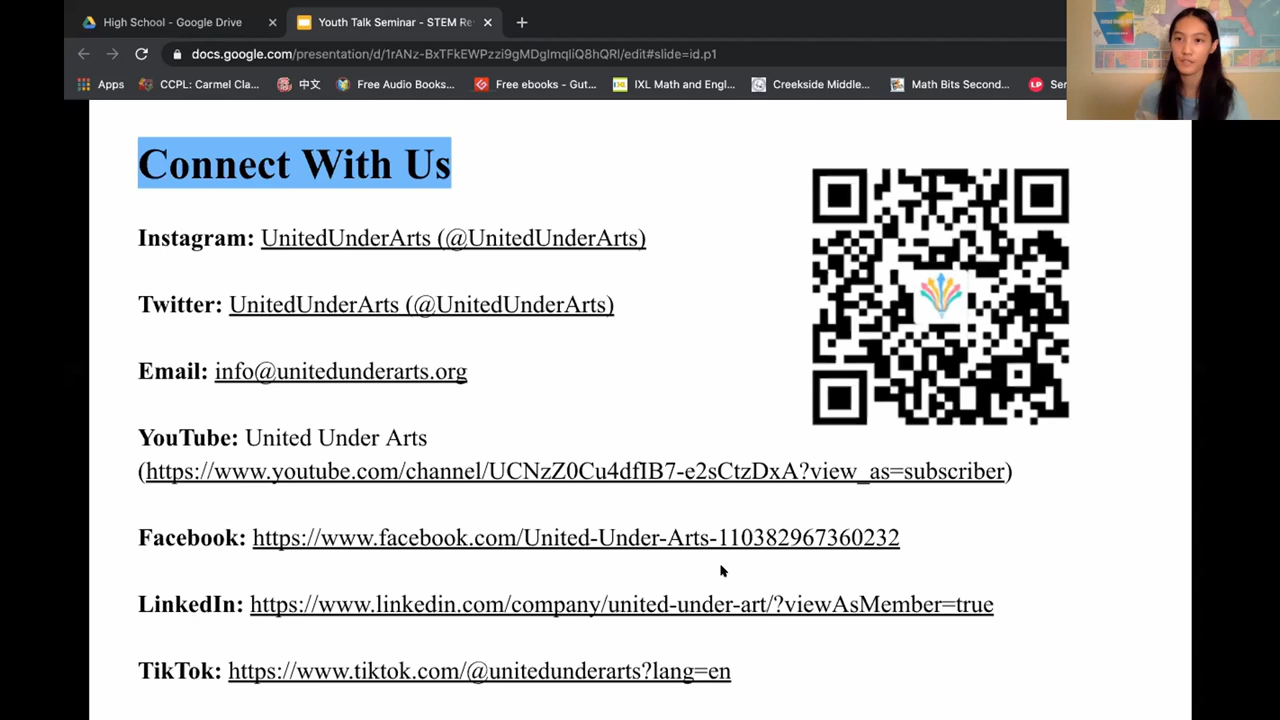 High School - Google Drive
Youth Talk Seminar - STEM Re
docs.google.com/presentation/d/1rANz-BxTFkEWPzzi9gMDglmqliQ8hQRI/edit#slide=id.p1
Apps CCPL: Carmel Cla... 中文 Free Audio Books... Free ebooks - Gut... IXL Math and Engl... Creekside Middle... Math Bits Second... LP Ser
Connect With Us
Instagram: UnitedUnderArts (@UnitedUnderArts)
Twitter: UnitedUnderArts (@UnitedUnderArts)
Email: info@unitedunderarts.org
YouTube: United Under Arts
(https://www.youtube.com/channel/UCNzZ0Cu4dfIB7-e2sCtzDxA?view_as=subscriber)
Facebook: https://www.facebook.com/United-Under-Arts-110382967360232
LinkedIn: https://www.linkedin.com/company/united-under-art/?viewAsMember=true
TikTok: https://www.tiktok.com/@unitedunderarts?lang=en